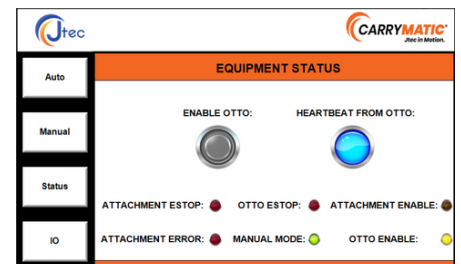 Jtec
CARRYMATIC
Jtec in Motion.
Auto
EQUIPMENT STATUS
ENABLE OTTO:
HEARTBEAT FROM OTTO:
Manual
Status
ATTACHMENT ESTOP:
OTTO ESTOP:
ATTACHMENT ENABLE:
IO
ATTACHMENT ERROR:
MANUAL MODE:
OTTO ENABLE: